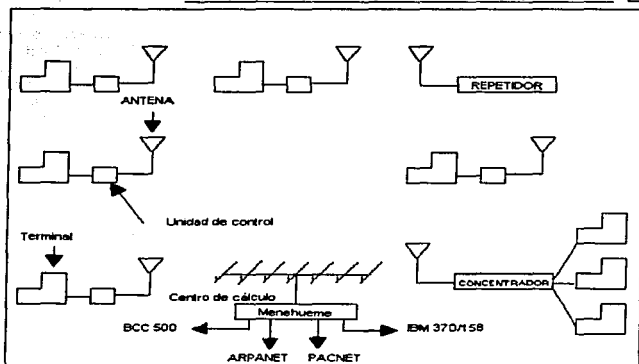 REPETIDOR
ANTENA
Unidad de control
Terminal
Centro de cálculo
CONCENTRADOR
Menehueme
BCC 500
IBM 370/158
ARPANET
PACNET